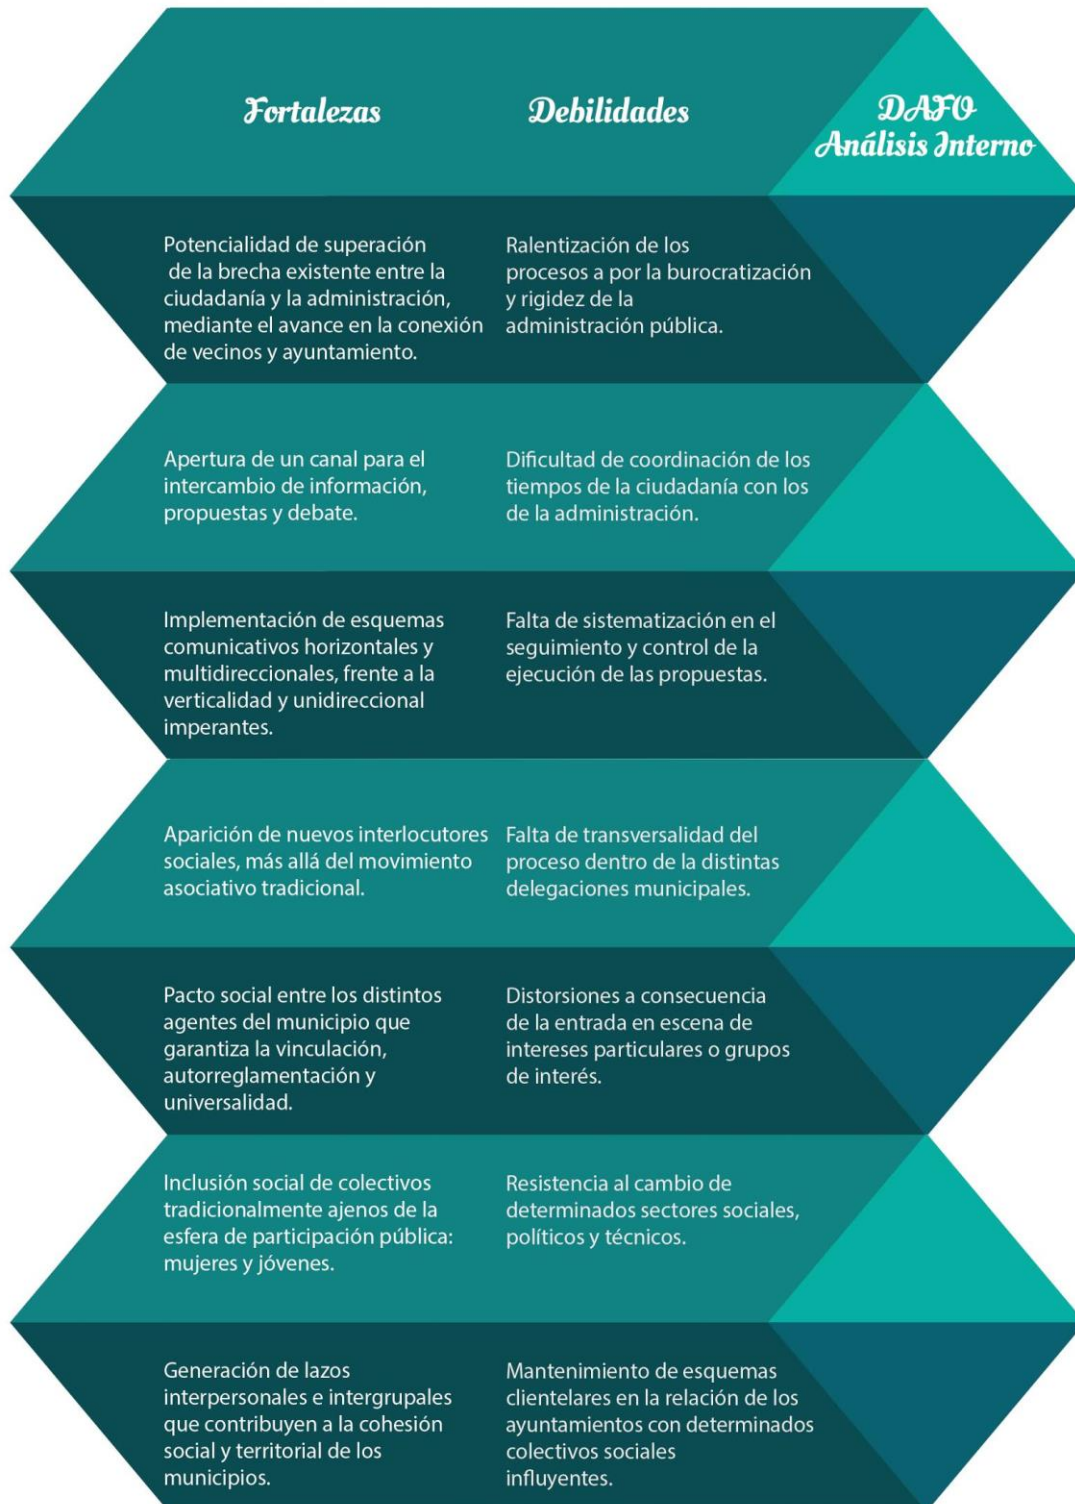 Fortalezas
Debilidades
DAFO
Análisis Interno
Potencialidad de superación
de la brecha existente entre la
ciudadanía y la administración,
mediante el avance en la conexión
de vecinos y ayuntamiento.
Ralentización de los
procesos a por la burocratización
y rigidez de la
administración pública.
Apertura de un canal para el
intercambio de información,
propuestas y debate.
Dificultad de coordinación de los
tiempos de la ciudadanía con los
de la administración.
Implementación de esquemas
comunicativos horizontales y
multidireccionales, frente a la
verticalidad y unidireccional
imperantes.
Falta de sistematización en el
seguimiento y control de la
ejecución de las propuestas.
Aparición de nuevos interlocutores
sociales, más allá del movimiento
asociativo tradicional.
Falta de transversalidad del
proceso dentro de la distintas
delegaciones municipales.
Pacto social entre los distintos
agentes del municipio que
garantiza la vinculación,
autorreglamentación y
universalidad.
Distorsiones a consecuencia
de la entrada en escena de
intereses particulares o grupos
de interés.
Inclusión social de colectivos
tradicionalmente ajenos de la
esfera de participación pública:
mujeres y jóvenes.
Resistencia al cambio de
determinados sectores sociales,
políticos y técnicos.
Generación de lazos
interpersonales e intergrupales
que contribuyen a la cohesión
social y territorial de los
municipios.
Mantenimiento de esquemas
clientelares en la relación de los
ayuntamientos con determinados
colectivos sociales
influyentes.